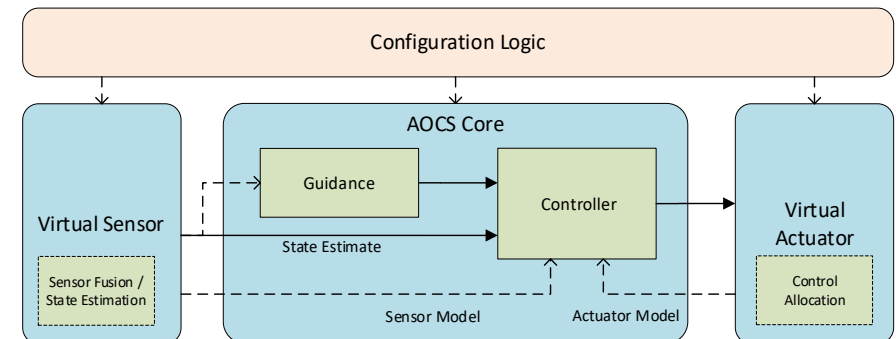 Configuration Logic
AOCS Core
Guidance
Controller
Virtual Sensor
Virtual
Actuator
State Estimate
Sensor Fusion /
State Estimation
Control
Allocation
Sensor Model
Actuator Model